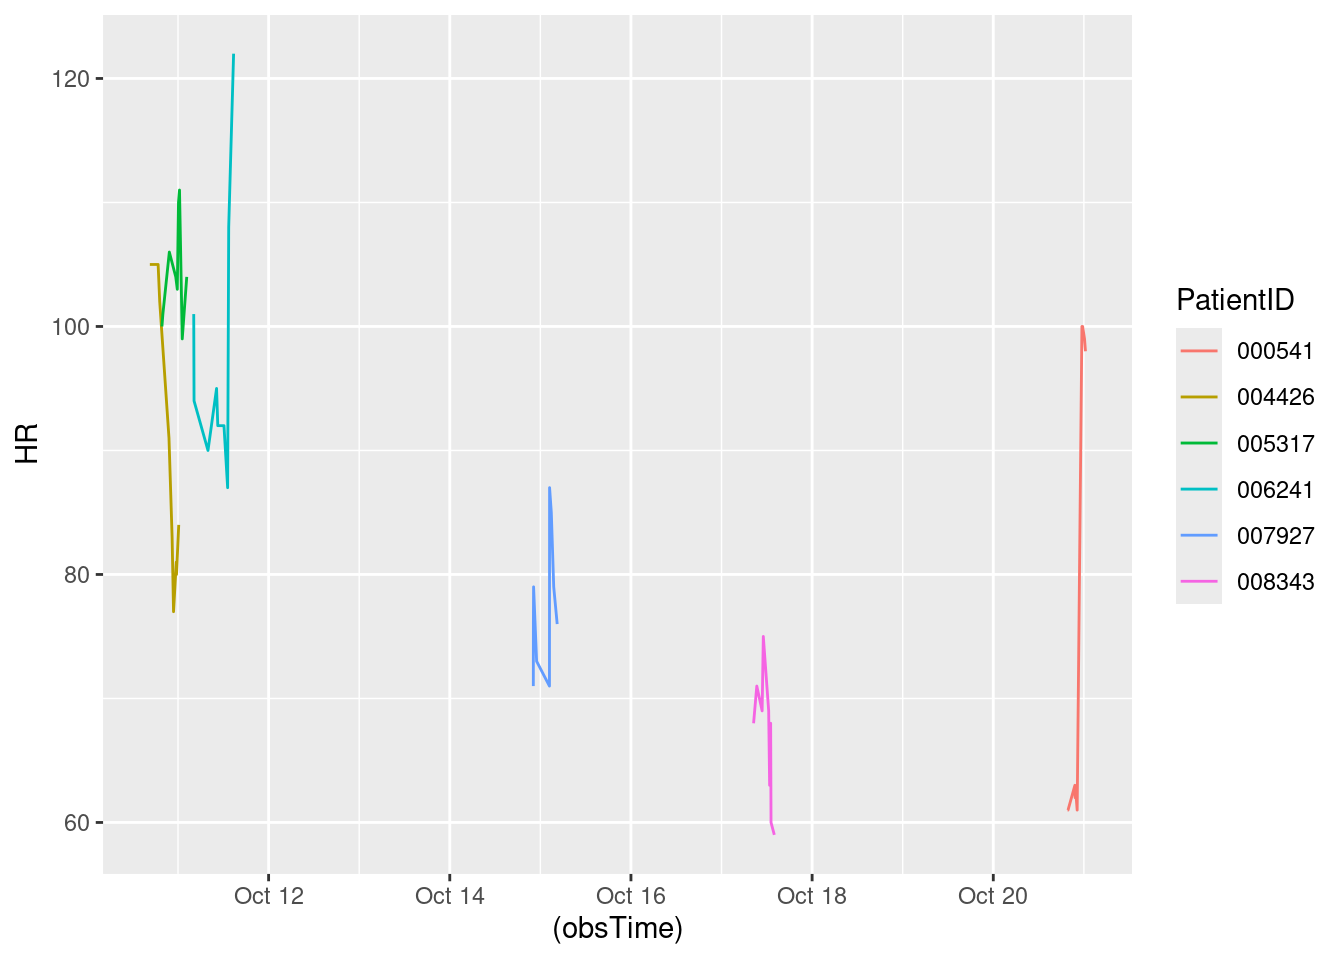 120
100
80
60
HR
Oct 12
Oct 14
Oct 16
Oct 18
Oct 20
(obsTime)
PatientID
000541
004426
005317
006241
007927
008343